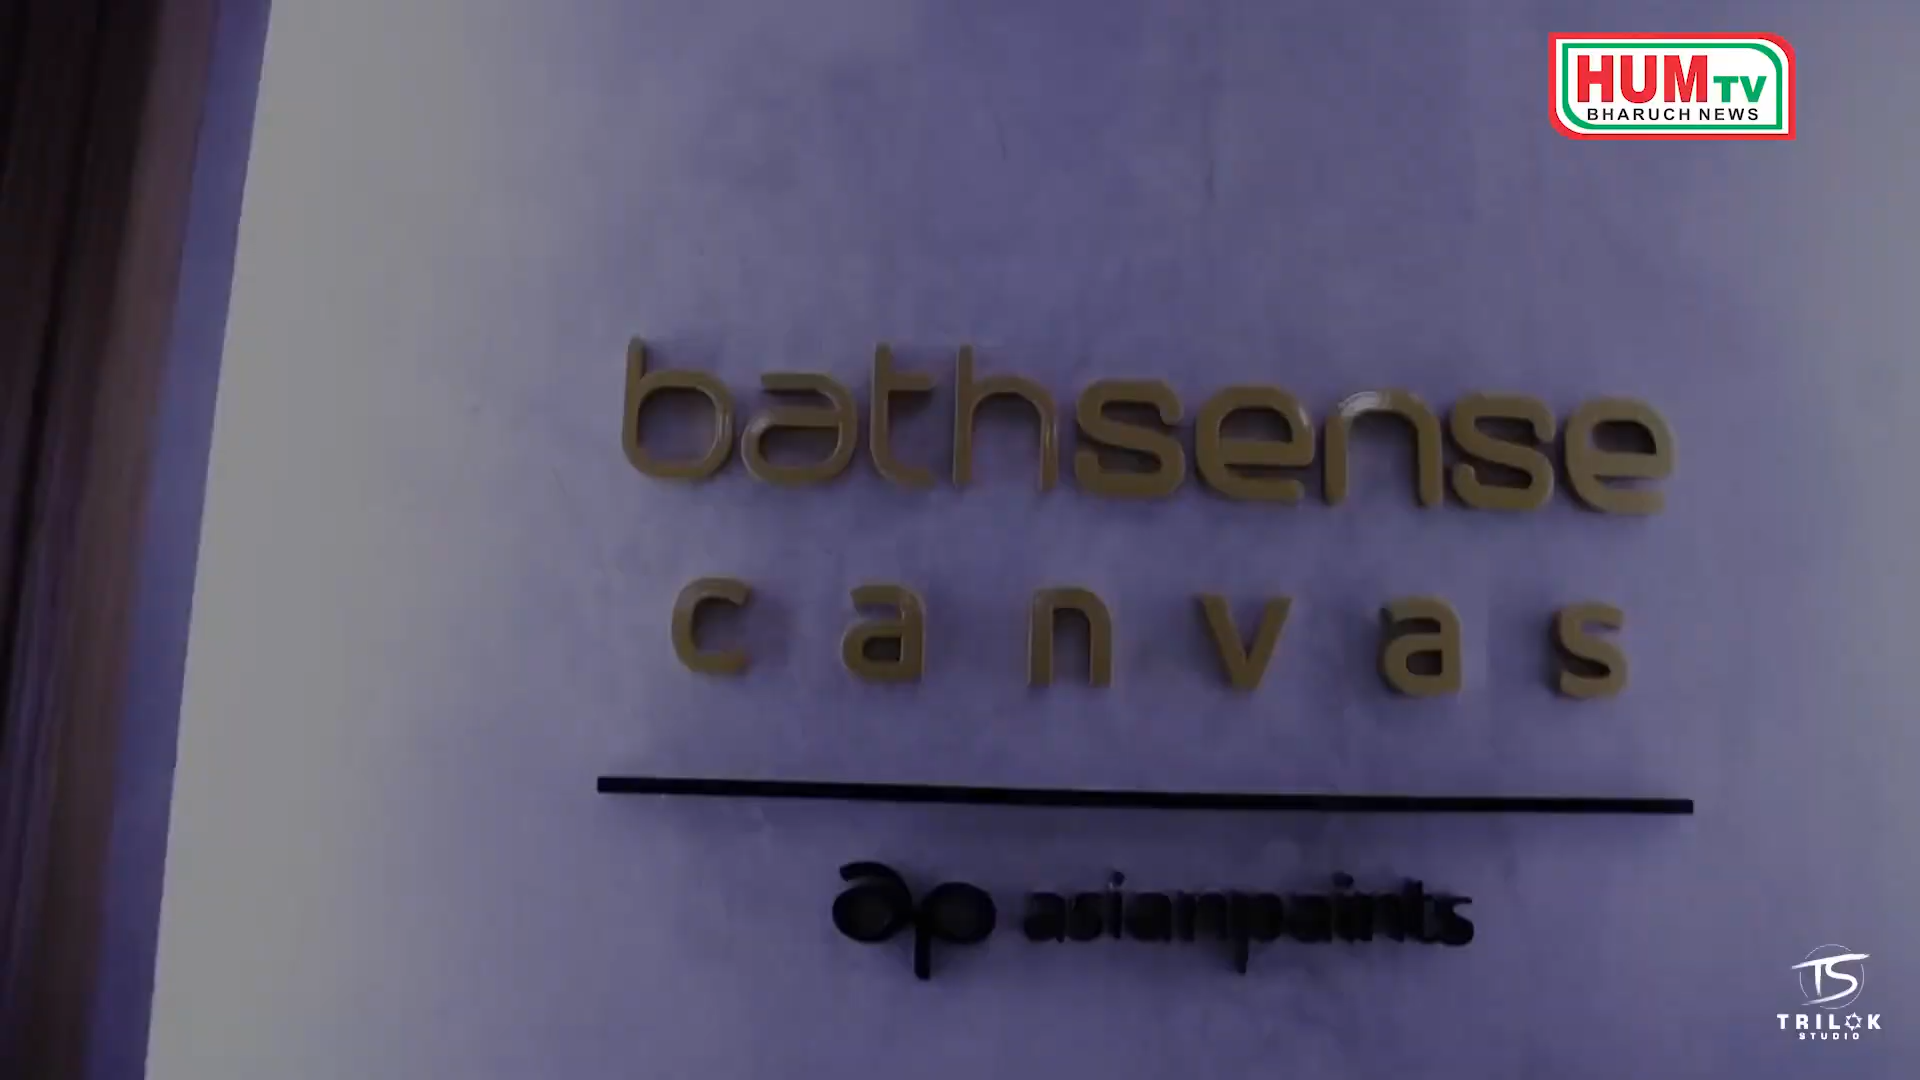 HUM TV
BHARUCH NEWS
bathsense
canvas
ap asianpaints
TS
TRILOK
STUDIO